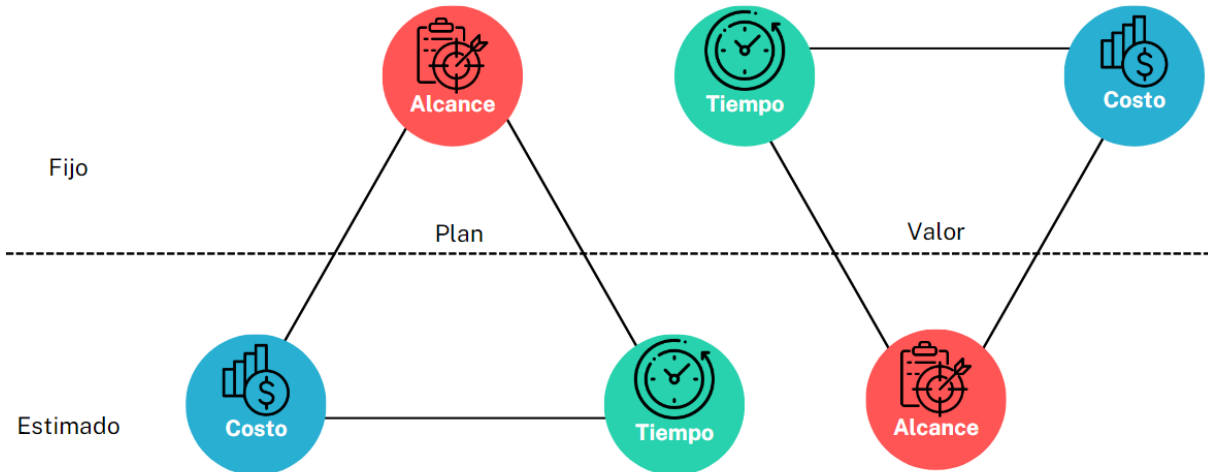 Alcance
Tiempo
Costo
Fijo
Plan
Valor
Costo
Tiempo
Alcance
Estimado